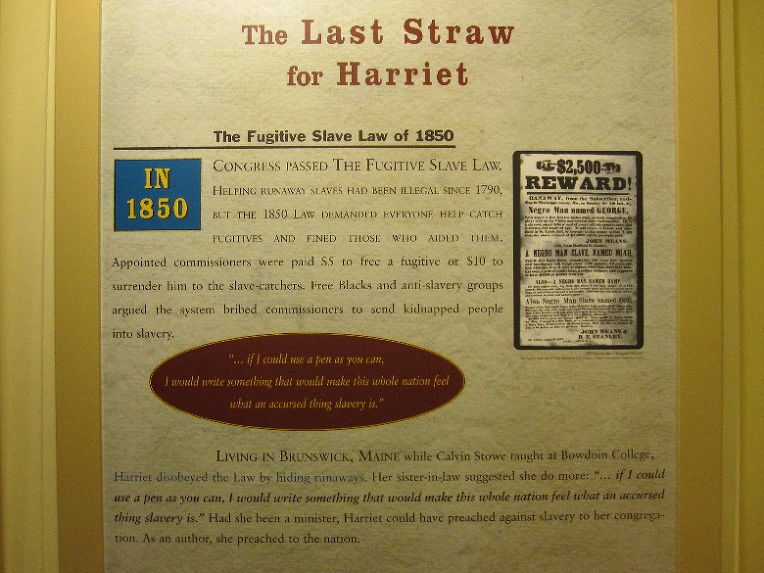 The Last Straw
for Harriet
The Fugitive Slave Law of 1850
IN
1850
CONGRESS PASSED THE FUGITIVE SLAVE LAW.
HELPING RUNAWAY SLAVES HAD BEEN ILLEGAL SINCE 1790,
BUT THE 1850 LAW DEMANDED EVERYONE HELP CATCH
FUGITIVES AND FINED THOSE WHO AIDED THEM.
Appointed commissioners were paid $5 to free a fugitive or $10 to
surrender him to the slave-catchers. Free Blacks and anti-slavery groups
argued the system bribed commissioners to send kidnapped people
into slavery.
$2,500
REWARD!
RANAWAY, from the Subscriber,
Negro Man named GEORGE,
JOHN MEANS.
A NEGRO MAN SLAVE, NAMED NOAH,
ALSO—A NEGRO MAN NAMED HAMP,
Also Negro Man Slave named BOB,
JOHN MEANS &
"... if I could use a pen as you can,
I would write something that would make this whole nation feel
what an accursed thing slavery is."
LIVING IN BRUNSWICK, MAINE while Calvin Stowe taught at Bowdoin College,
Harriet disobeyed the Law by hiding runaways. Her sister-in-law suggested she do more: "... if I could
use a pen as you can, I would write something that would make this whole nation feel what an accursed
thing slavery is." Had she been a minister, Harriet could have preached against slavery to her congrega-
tion. As an author, she preached to the nation.